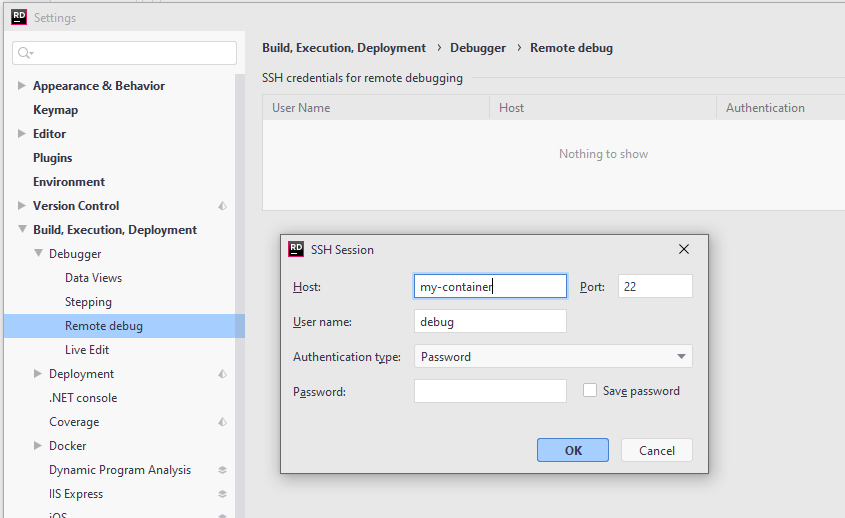 RD Settings
Build, Execution, Deployment › Debugger › Remote debug
SSH credentials for remote debugging
User Name Host Authentication
Nothing to show
Appearance & Behavior
Keymap
Editor
Plugins
Environment
Version Control
Build, Execution, Deployment
Debugger
Data Views
Stepping
Remote debug
Live Edit
Deployment
.NET console
Coverage
Docker
Dynamic Program Analysis
IIS Express
iOS
RD SSH Session
Host: my-container Port: 22
User name: debug
Authentication type: Password
Password: Save password
OK Cancel